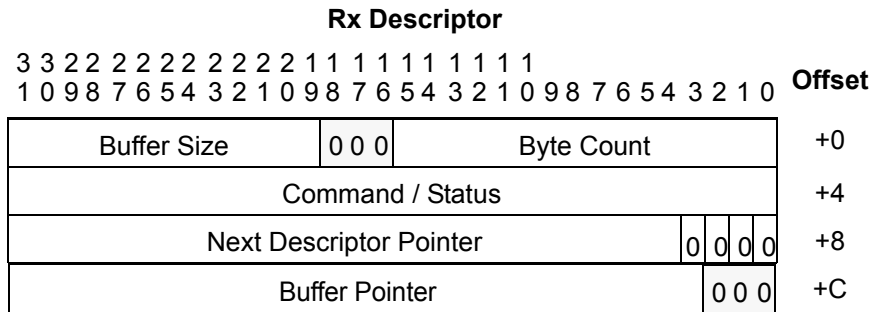 Rx Descriptor
3 3 2 2 2 2 2 2 2 2 2 2 1 1 1 1 1 1 1 1 1 1
1 0 9 8 7 6 5 4 3 2 1 0 9 8 7 6 5 4 3 2 1 0 9 8 7 6 5 4 3 2 1 0 Offset
Buffer Size 0 0 0 Byte Count +0
Command / Status +4
Next Descriptor Pointer 0 0 0 0 +8
Buffer Pointer 0 0 0 +C